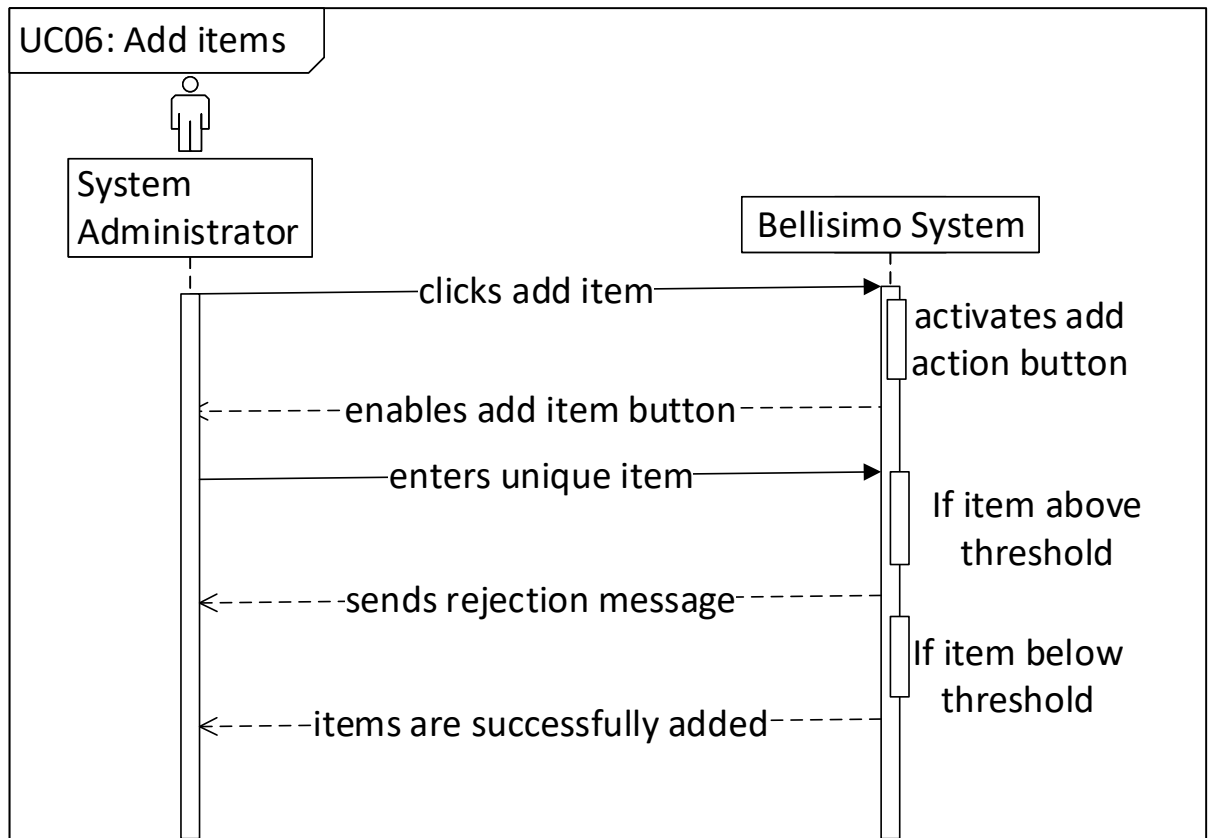 UC06: Add items
System
Administrator
Bellisimo System
clicks add item
activates add
action button
enables add item button
enters unique item
If item above
threshold
sends rejection message
If item below
threshold
items are successfully added